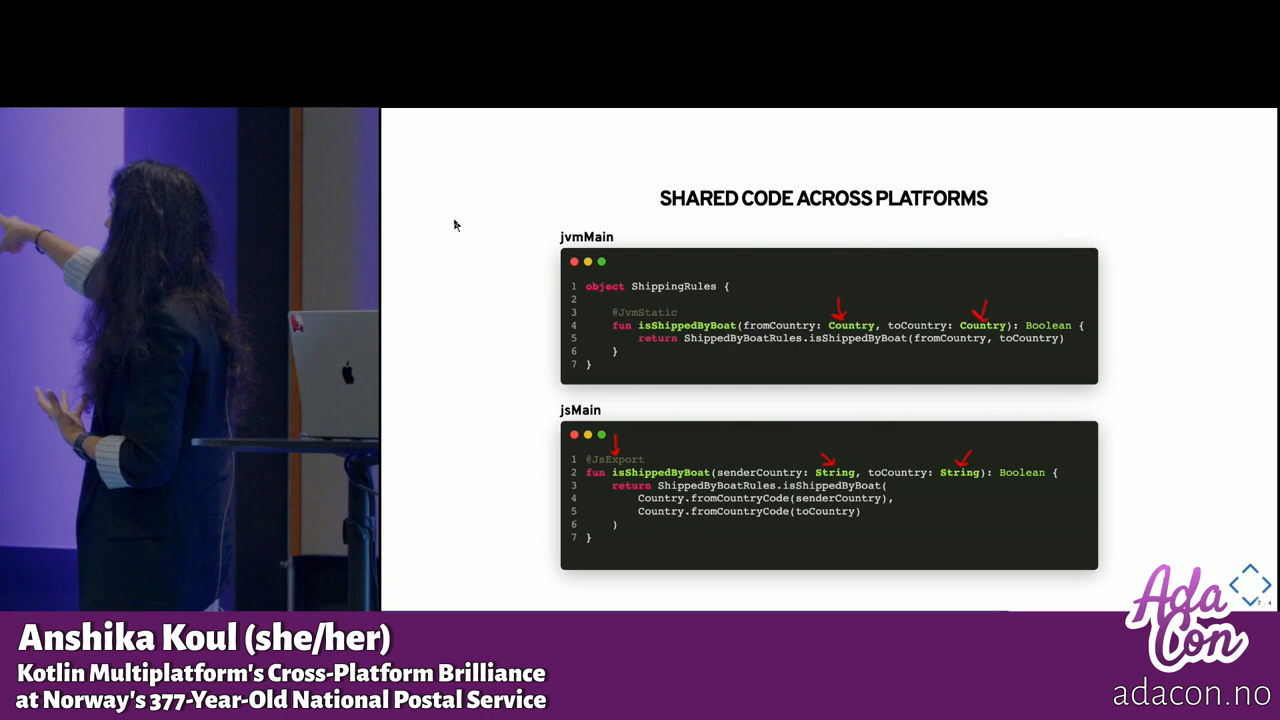 SHARED CODE ACROSS PLATFORMS
jvmMain
1 object ShippingRules {
2
3 @JvmStatic
4 fun isShippedByBoat(fromCountry: Country, toCountry: Country): Boolean {
5 return ShippedByBoatRules.isShippedByBoat(fromCountry, toCountry)
6 }
7 }
jsMain
1 @JsExport
2 fun isShippedByBoat(senderCountry: String, toCountry: String): Boolean {
3 return ShippedByBoatRules.isShippedByBoat(
4 Country.fromCountryCode(senderCountry),
5 Country.fromCountryCode(toCountry)
6 )
7 }
7.4
Ada
Con
Anshika Koul (she/her)
Kotlin Multiplatform's Cross-Platform Brilliance
at Norway's 377-Year-Old National Postal Service
adacon.no